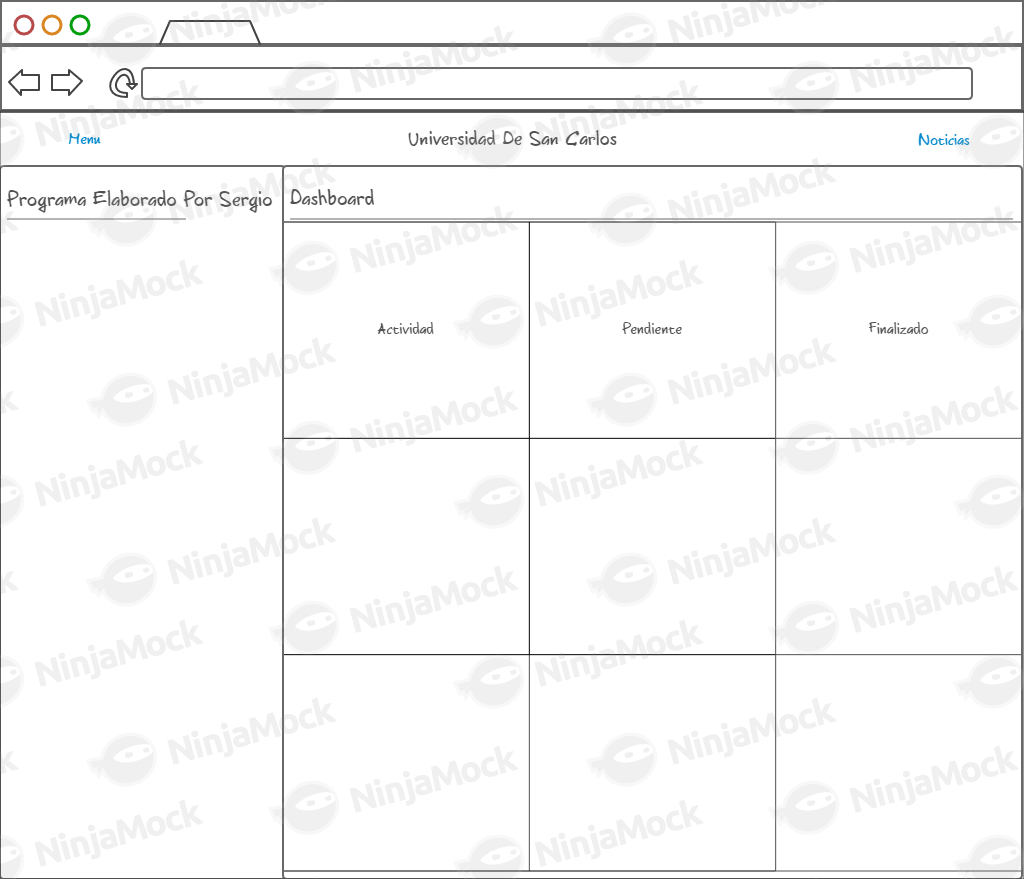 Menu
Universidad De San Carlos
Noticias
Programa Elaborado Por Sergio
Dashboard
Actividad
Pendiente
Finalizado
NinjaMock